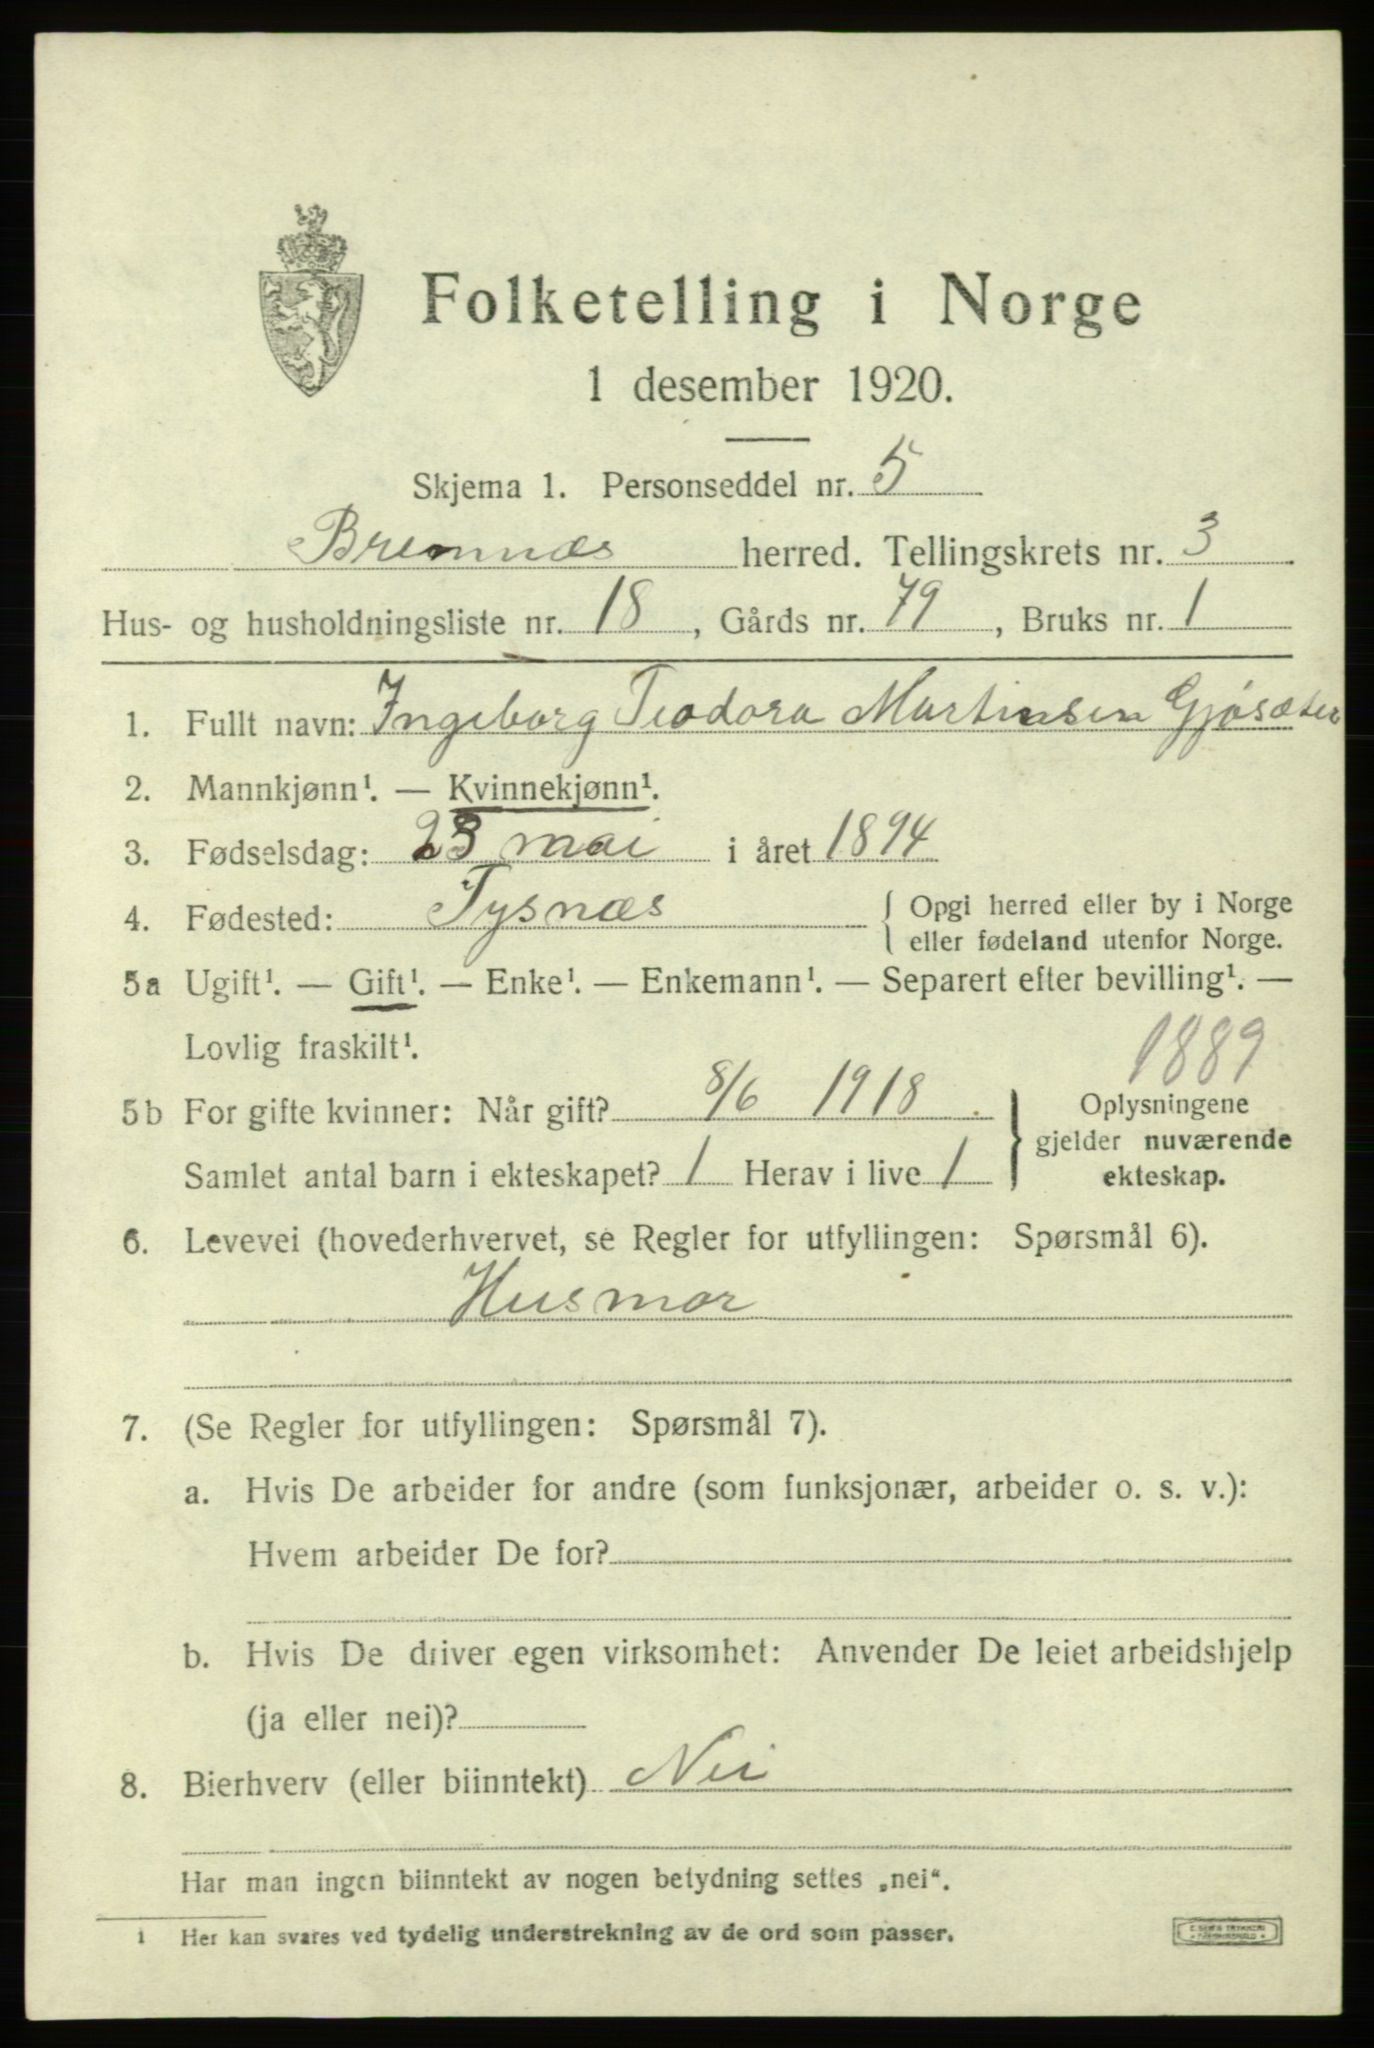 Folketelling i Norge
1 desember 1920.
Skjema 1. Personseddel nr. 5
Bremnæs herred. Tellingskrets nr. 3
Hus- og husholdningsliste nr. 18, Gårds nr. 79, Bruks nr. 1
1. Fullt navn: Ingeborg Teodora Martinsen Gjøsæter
2. Mannkjønn¹. — Kvinnekjønn¹.
3. Fødselsdag: 23 mai i året 1894
4. Fødested: Tysnæs { Opgi herred eller by i Norge
eller fødeland utenfor Norge.
5a Ugift¹. — Gift¹. — Enke¹. — Enkemann¹. — Separert efter bevilling¹. —
Lovlig fraskilt¹.
1889
5b For gifte kvinner: Når gift? 8/6 1918. } Oplysningene
gjelder nuværende
Samlet antal barn i ekteskapet? 1 Herav i live 1
ekteskap.
6. Levevei (hovederhvervet, se Regler for utfyllingen: Spørsmål 6).
Husmor
7. (Se Regler for utfyllingen: Spørsmål 7).
a. Hvis De arbeider for andre (som funksjonær, arbeider o. s. v.):
Hvem arbeider De for?
b. Hvis De driver egen virksomhet: Anvender De leiet arbeidshjelp
(ja eller nei)?
8. Bierhverv (eller biinntekt) Nei
Har man ingen biinntekt av nogen betydning settes „nei“.
1 Her kan svares ved tydelig understrekning av de ord som passer.